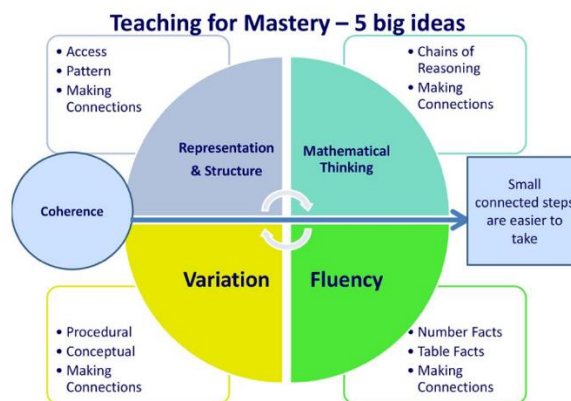 Teaching for Mastery – 5 big ideas
• Access
• Pattern
• Making
Connections
• Chains of
Reasoning
• Making
Connections
Representation
& Structure
Mathematical
Thinking
Coherence
Small
connected steps
are easier to
take
Variation
Fluency
• Procedural
• Conceptual
• Making
Connections
• Number Facts
• Table Facts
• Making
Connections